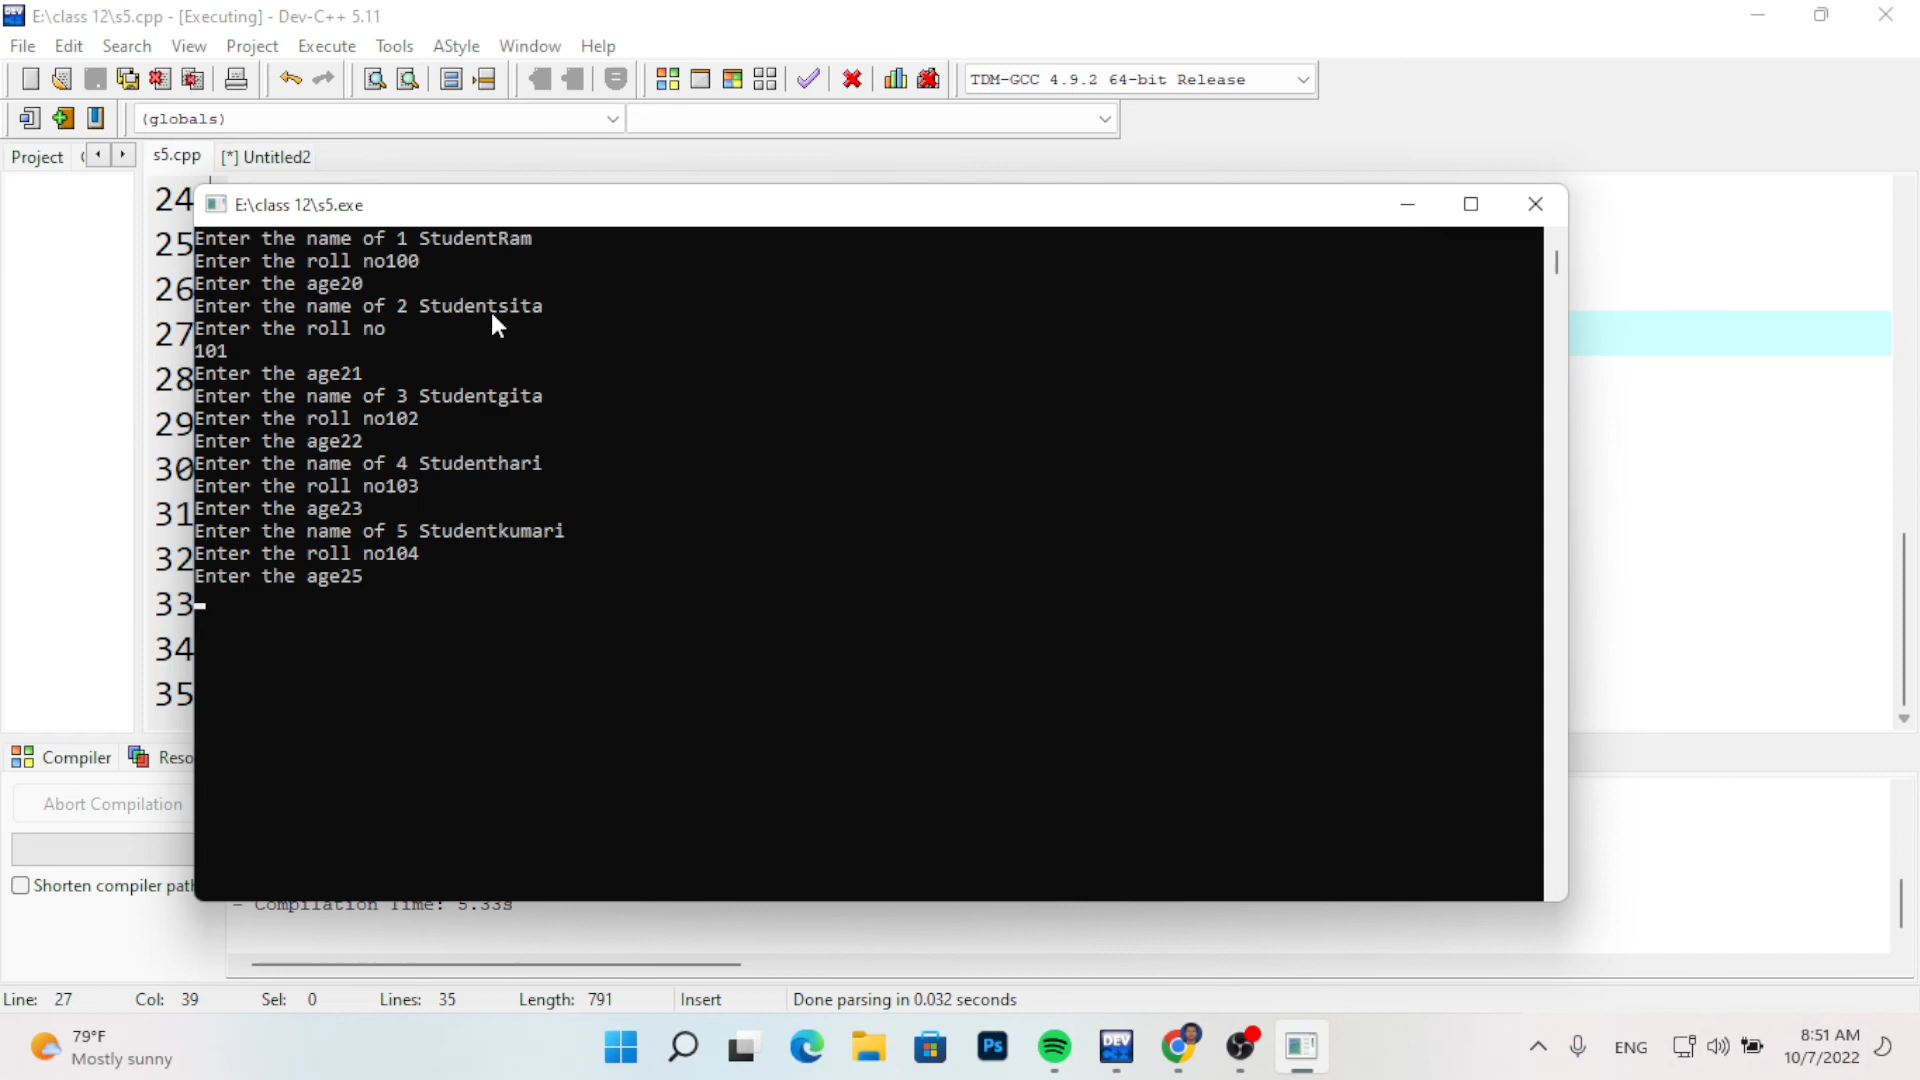 E:\class 12\s5.cpp - [Executing] - Dev-C++ 5.11
File Edit Search View Project Execute Tools AStyle Window Help
TDM-GCC 4.9.2 64-bit Release
(globals)
Project s5.cpp [*] Untitled2
24
25
26
27
28
29
30
31
32
33
34
35
E:\class 12\s5.exe
Enter the name of 1 StudentRam
Enter the roll no100
Enter the age20
Enter the name of 2 Studentsita
Enter the roll no
101
Enter the age21
Enter the name of 3 Studentgita
Enter the roll no102
Enter the age22
Enter the name of 4 Studenthari
Enter the roll no103
Enter the age23
Enter the name of 5 Studentkumari
Enter the roll no104
Enter the age25
Compiler Reso
Abort Compilation
Shorten compiler path
- Compilation Time: 5.33s
Line: 27 Col: 39 Sel: 0 Lines: 35 Length: 791 Insert Done parsing in 0.032 seconds
79°F
Mostly sunny
DEV
Ps
ENG
8:51 AM
10/7/2022